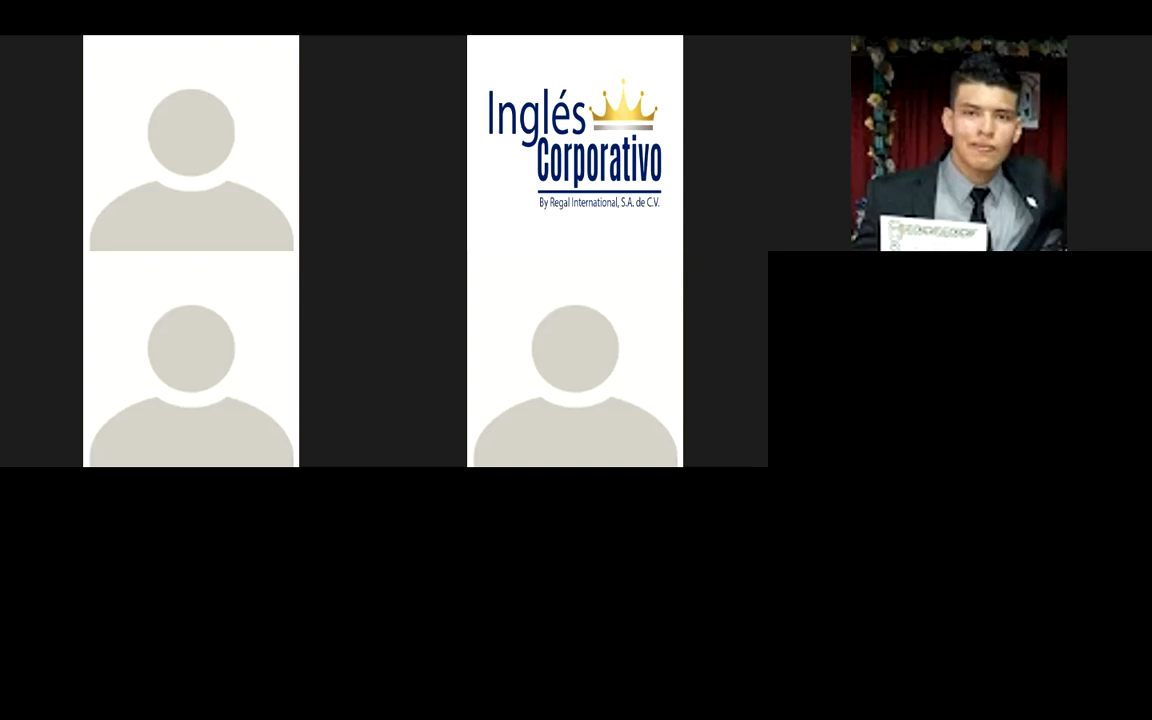 Inglés
Corporativo
By Regal International, S.A. de C.V.